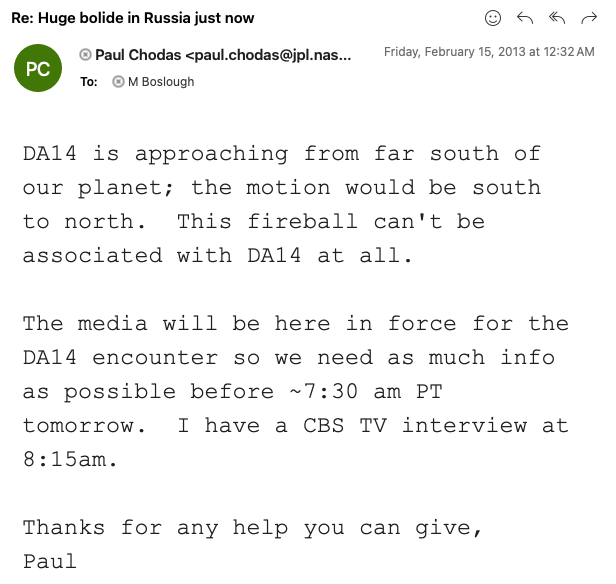 Re: Huge bolide in Russia just now
PC
Paul Chodas <paul.chodas@jpl.nas...
Friday, February 15, 2013 at 12:32 AM
To: M Boslough
DA14 is approaching from far south of
our planet; the motion would be south
to north.  This fireball can't be
associated with DA14 at all.
The media will be here in force for the
DA14 encounter so we need as much info
as possible before ~7:30 am PT
tomorrow.  I have a CBS TV interview at
8:15am.
Thanks for any help you can give,
Paul